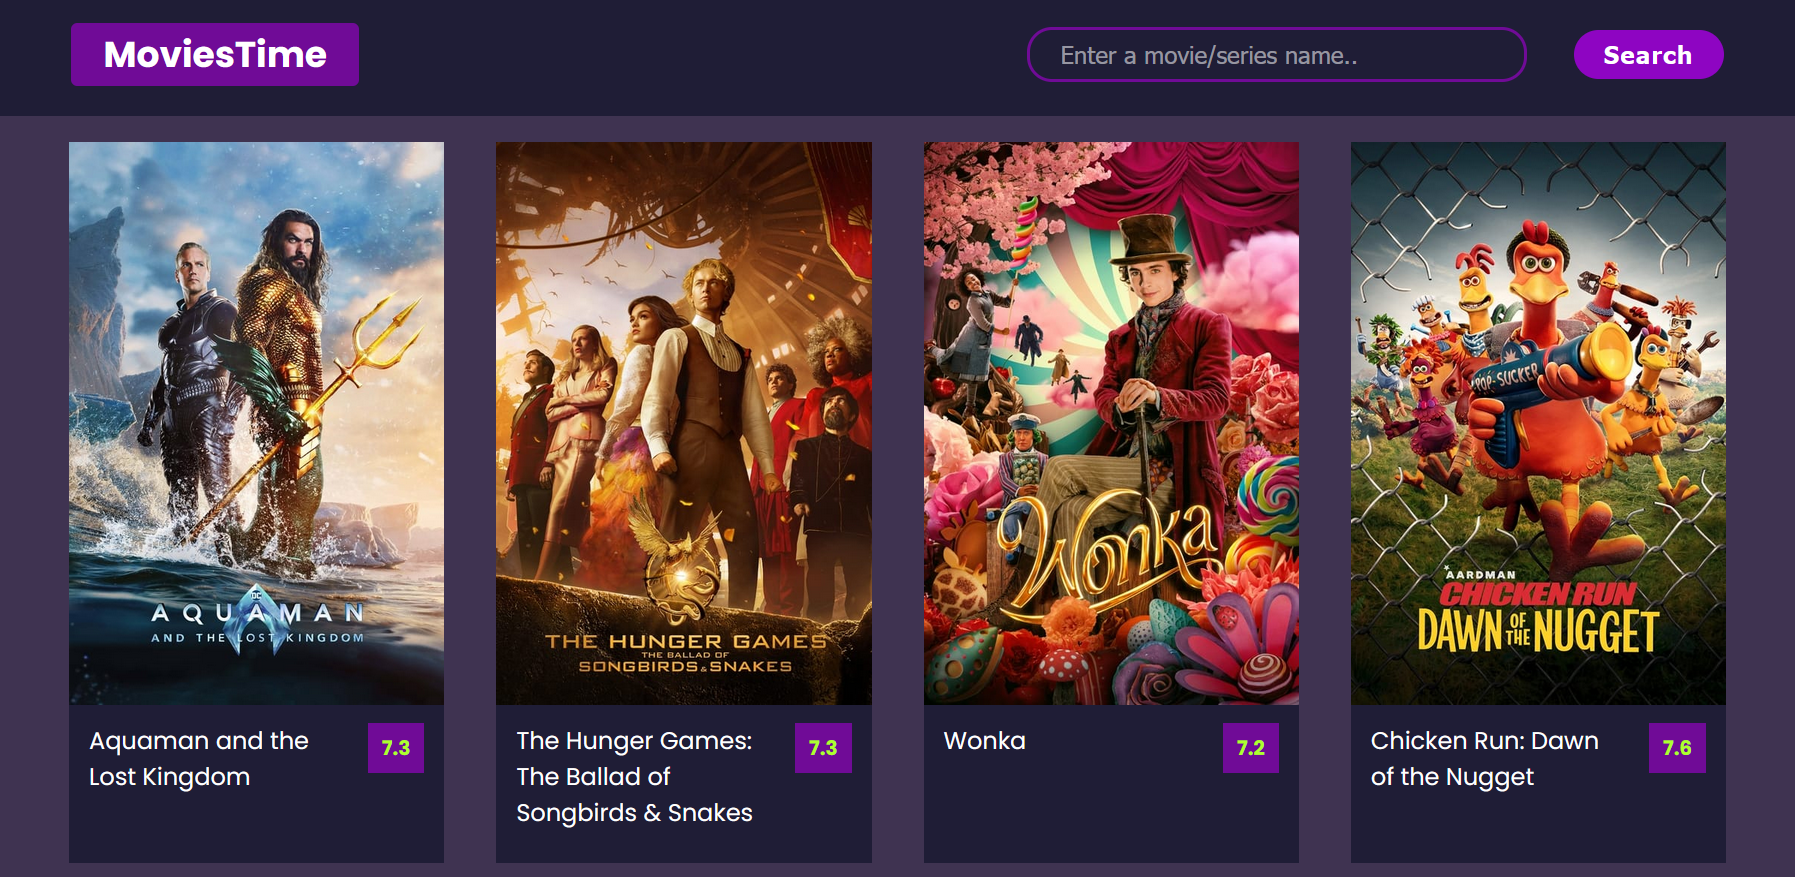 MoviesTime
Enter a movie/series name..
Search
DC
AQUAMAN
AND THE LOST KINGDOM
THE HUNGER GAMES
THE BALLAD OF
SONGBIRDS & SNAKES
Wonka
POP-SUCKER
AARDMAN
CHICKEN RUN
DAWN OF THE NUGGET
Aquaman and the
Lost Kingdom
7.3
The Hunger Games:
The Ballad of
Songbirds & Snakes
7.3
Wonka
7.2
Chicken Run: Dawn
of the Nugget
7.6